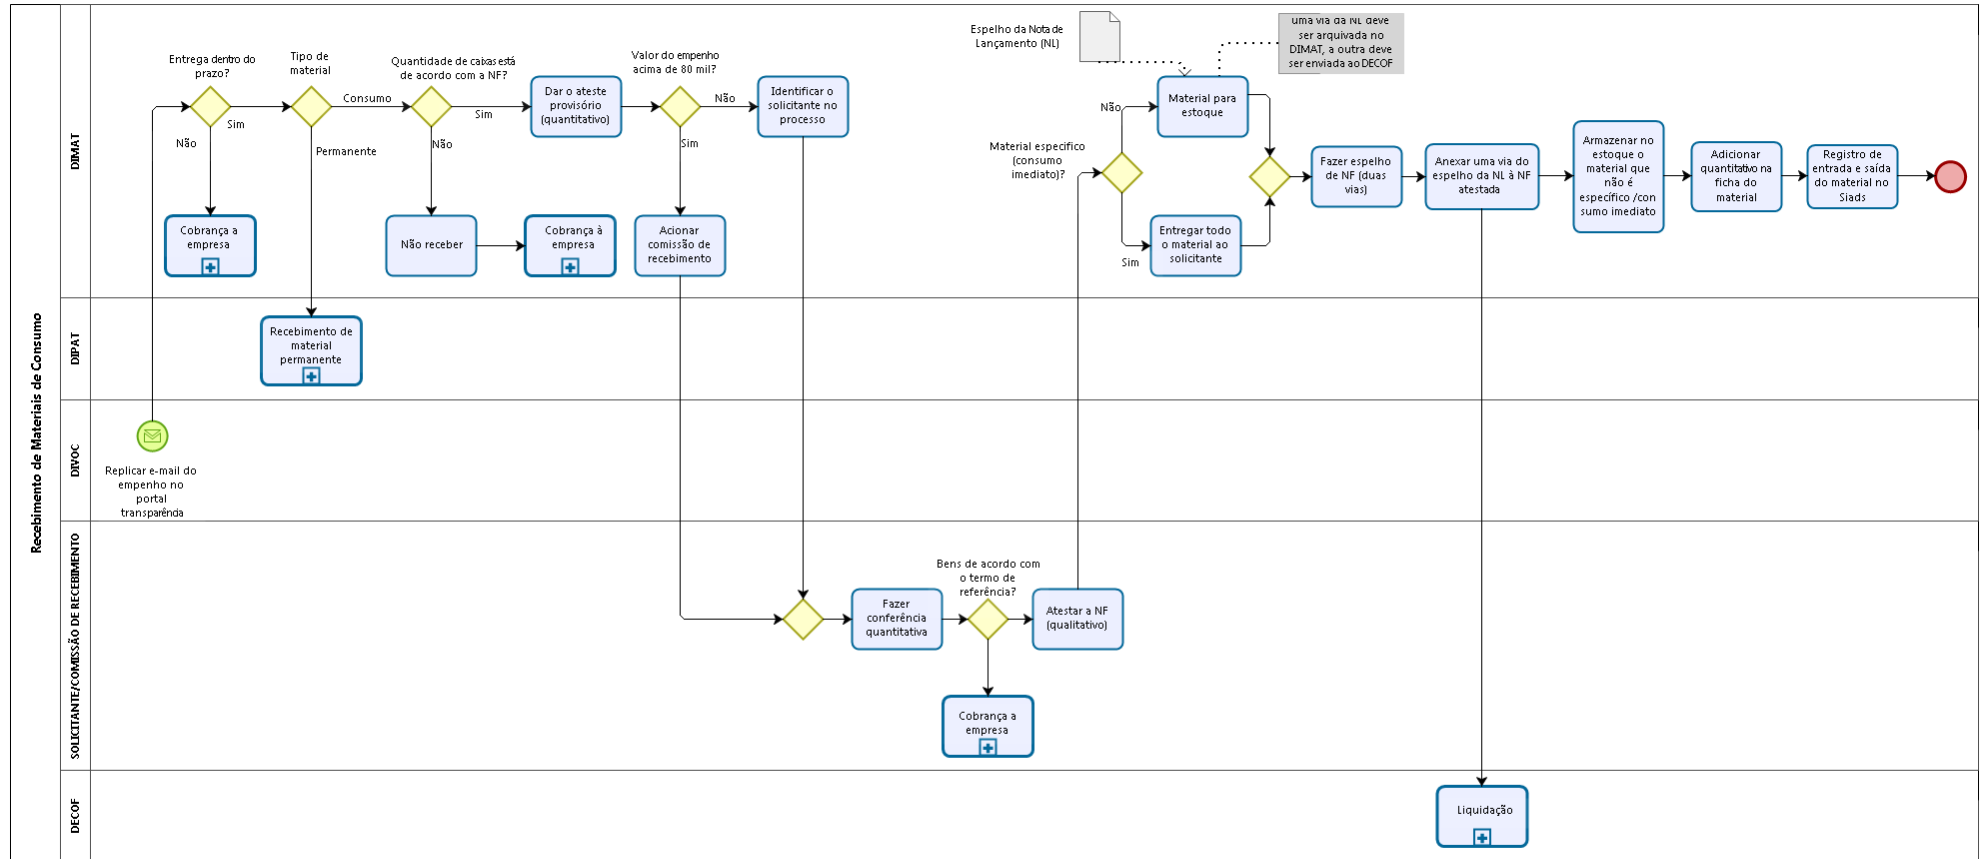 Recebimento de Materiais de Consumo
DIMAT
Entrega dentro do
prazo?
Sim
Não
Cobrança a
empresa
Tipo de
material
Consumo
Permanente
Quantidade de caixas está
de acordo com a NF?
Sim
Não
Não receber
Cobrança à
empresa
Dar o ateste
provisório
(quantitativo)
Valor do empenho
acima de 80 mil?
Não
Sim
Identificar o
solicitante no
processo
Acionar
comissão de
recebimento
Espelho da Nota de
Lançamento (NL)
uma via da NL deve
ser arquivada no
DIMAT, a outra deve
ser enviada ao DECOF
Material especifico
(consumo
imediato)?
Não
Sim
Material para
estoque
Entregar todo
o material ao
solicitante
Fazer espelho
de NF (duas
vias)
Anexar uma via do
espelho da NL à NF
atestada
Armazenar no
estoque o
material que
não é
específico /con
sumo imediato
Adicionar
quantitativo na
ficha do
material
Registro de
entrada e saída
do material no
Siads
DIPAT
Recebimento de
material
permanente
DIVOC
Replicar e-mail do
empenho no
portal
transparência
SOLICITANTE/COMISSÃO DE RECEBIMENTO
Fazer
conferência
quantitativa
Bens de acordo com
o termo de
referência?
Atestar a NF
(qualitativo)
Cobrança a
empresa
DECOF
Liquidação